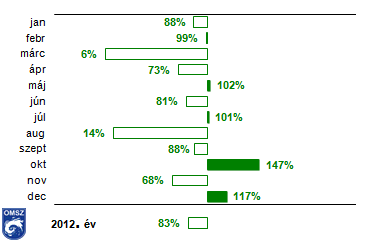 jan 88%
febr 99%
márc 6%
ápr 73%
máj 102%
jún 81%
júl 101%
aug 14%
szept 88%
okt 147%
nov 68%
dec 117%
OMSZ
2012. év 83%